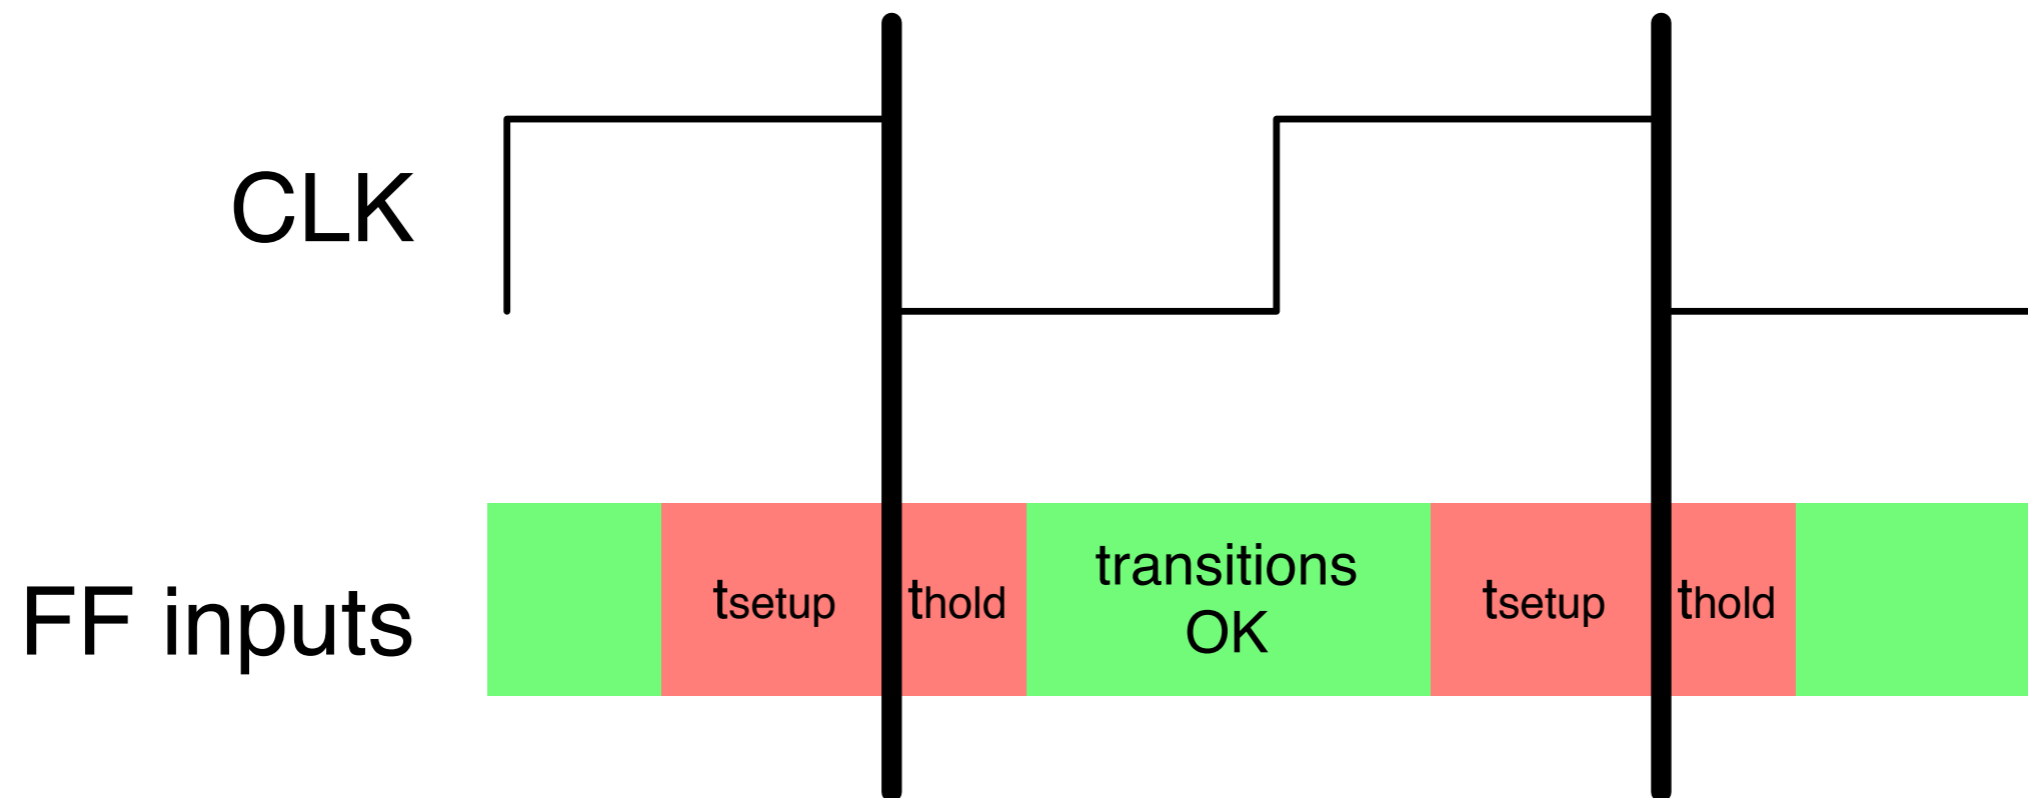 CLK
FF inputs
tsetup
thold
transitions
OK
tsetup
thold